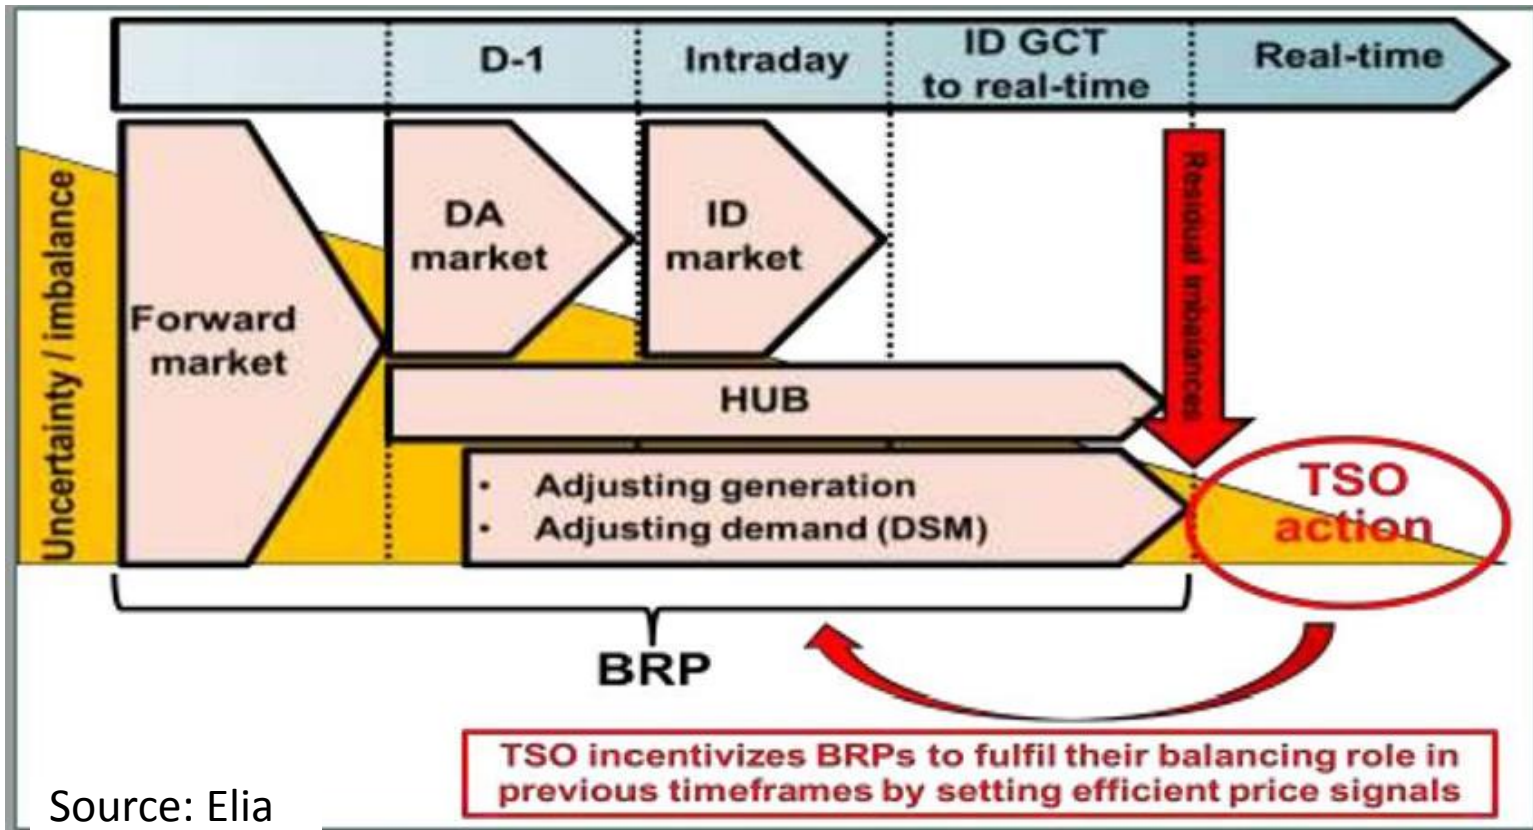 D-1
Intraday
ID GCT
to real-time
Real-time
Uncertainty / imbalance
Forward
market
DA
market
ID
market
Residual imbalances
HUB
• Adjusting generation
• Adjusting demand (DSM)
TSO
action
BRP
TSO incentivizes BRPs to fulfil their balancing role in
previous timeframes by setting efficient price signals
Source: Elia